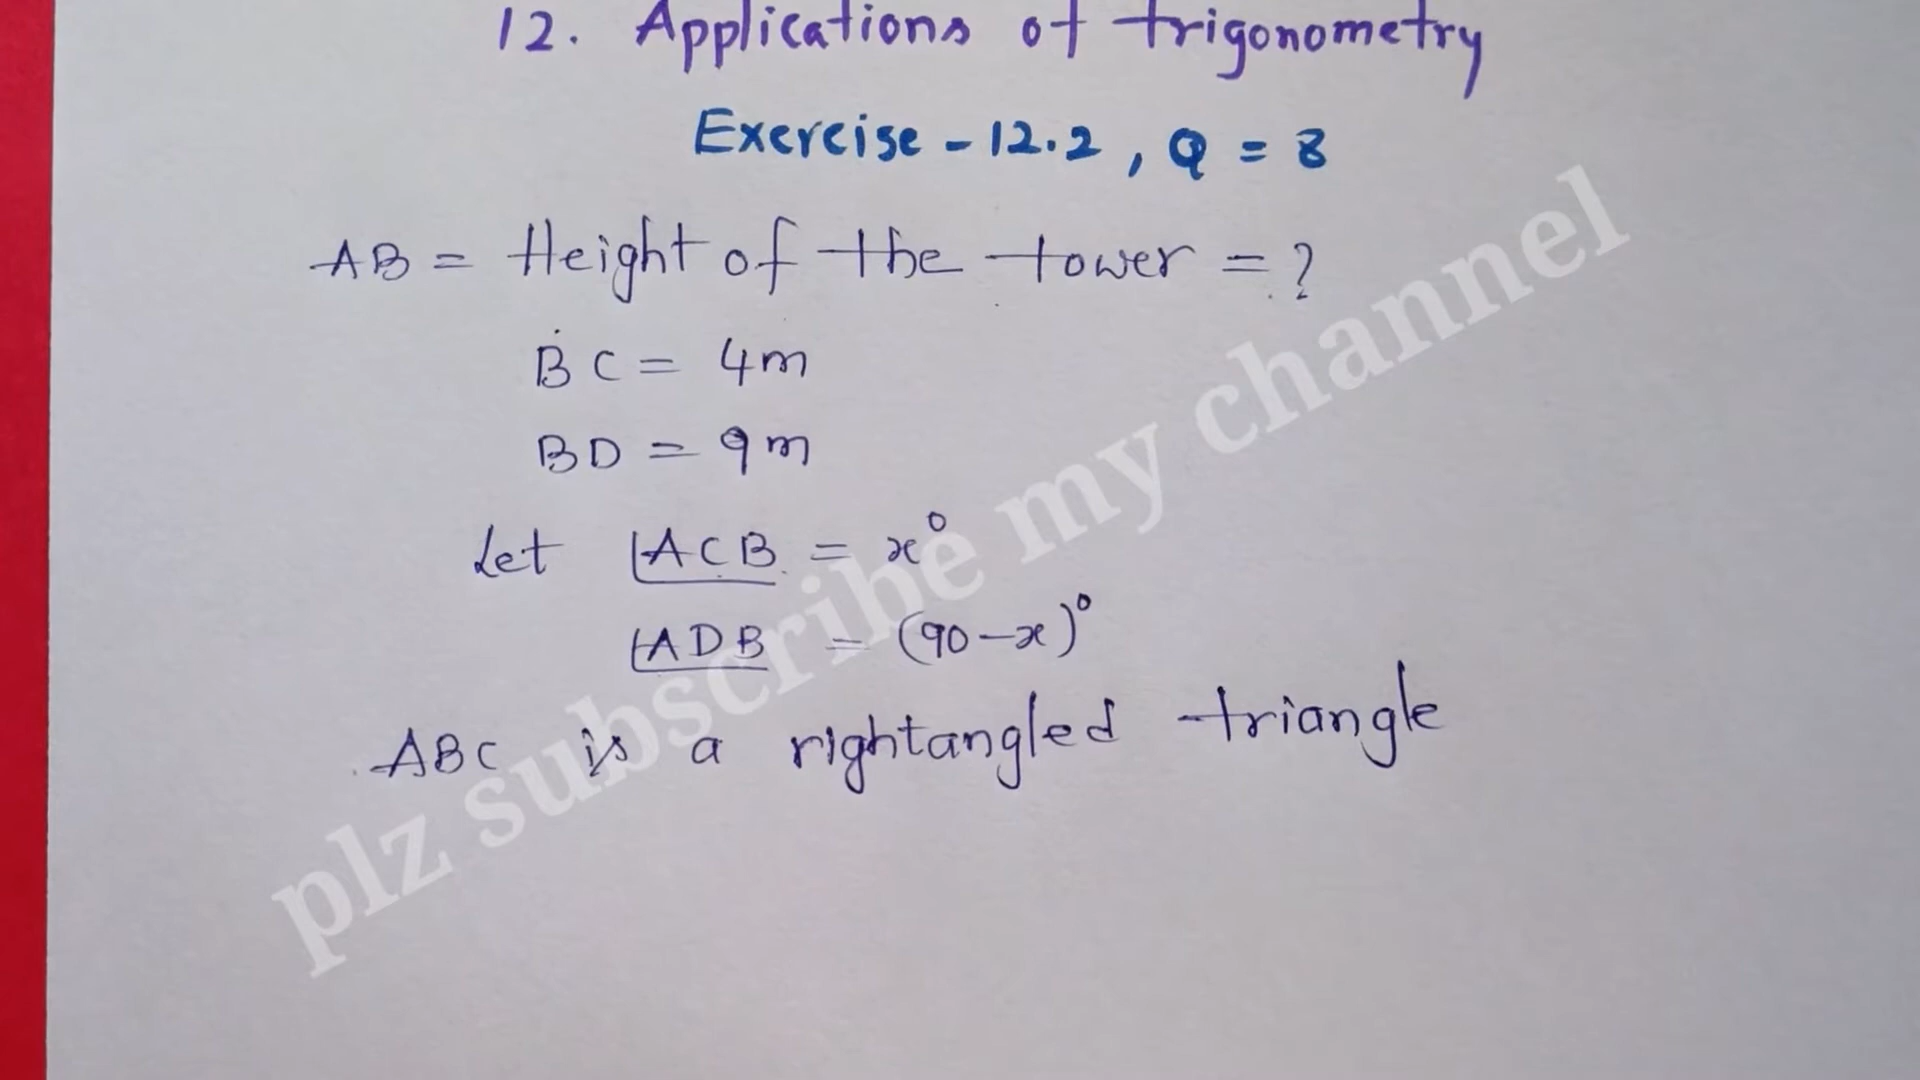 12. Applications of trigonometry
Exercise - 12.2, Q = 8
AB = Height of the tower = ?
BC = 4m
BD = 9m
Let ∠ACB = x°
∠ADB = (90-x)°
ABC is a rightangled triangle
plz subscribe my channel